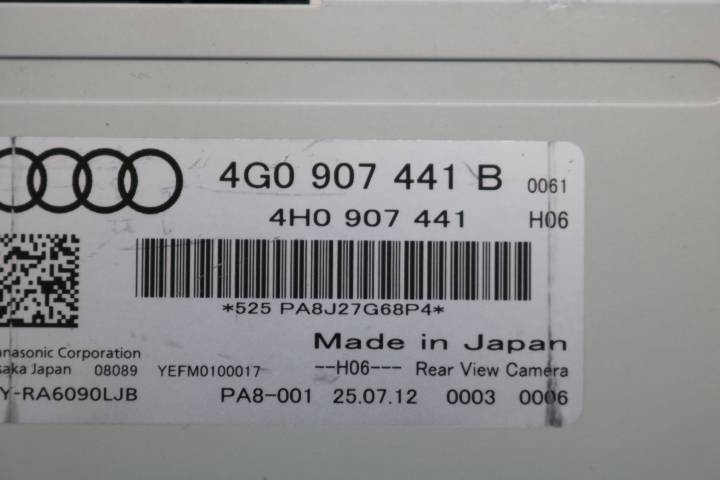 4G0 907 441 B 0061
4H0 907 441 H06
*525 PA8J27G68P4*
Made in Japan
anasonic Corporation
saka Japan 08089 YEFM0100017 --H06--- Rear View Camera
Y-RA6090LJB PA8-001 25.07.12 0003 0006